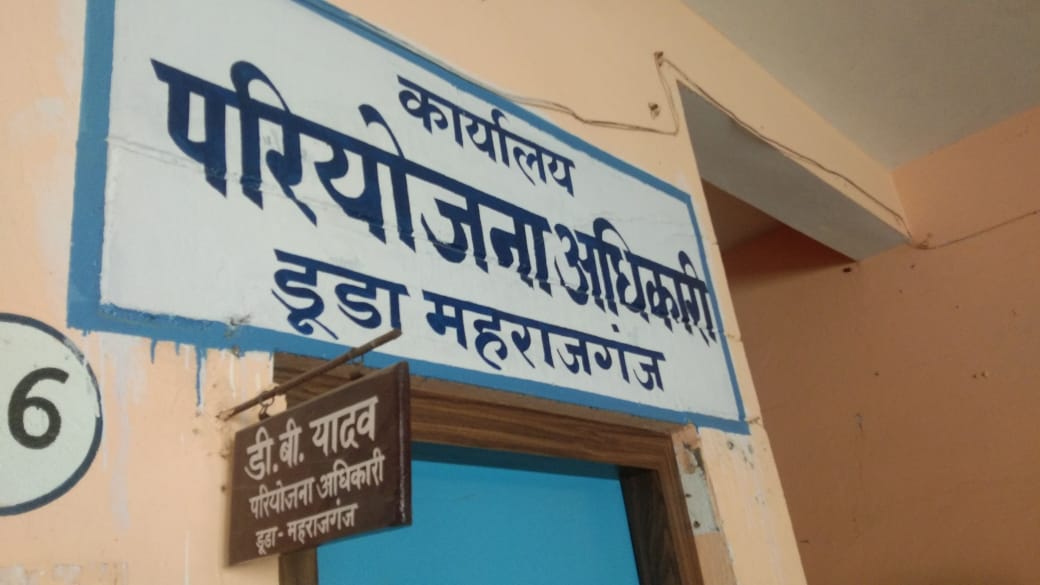 कार्यालय
परियोजना अधिकारी
डूडा महराजगंज
6
डी.बी. यादव
परियोजना अधिकारी
डूडा - महराजगंज